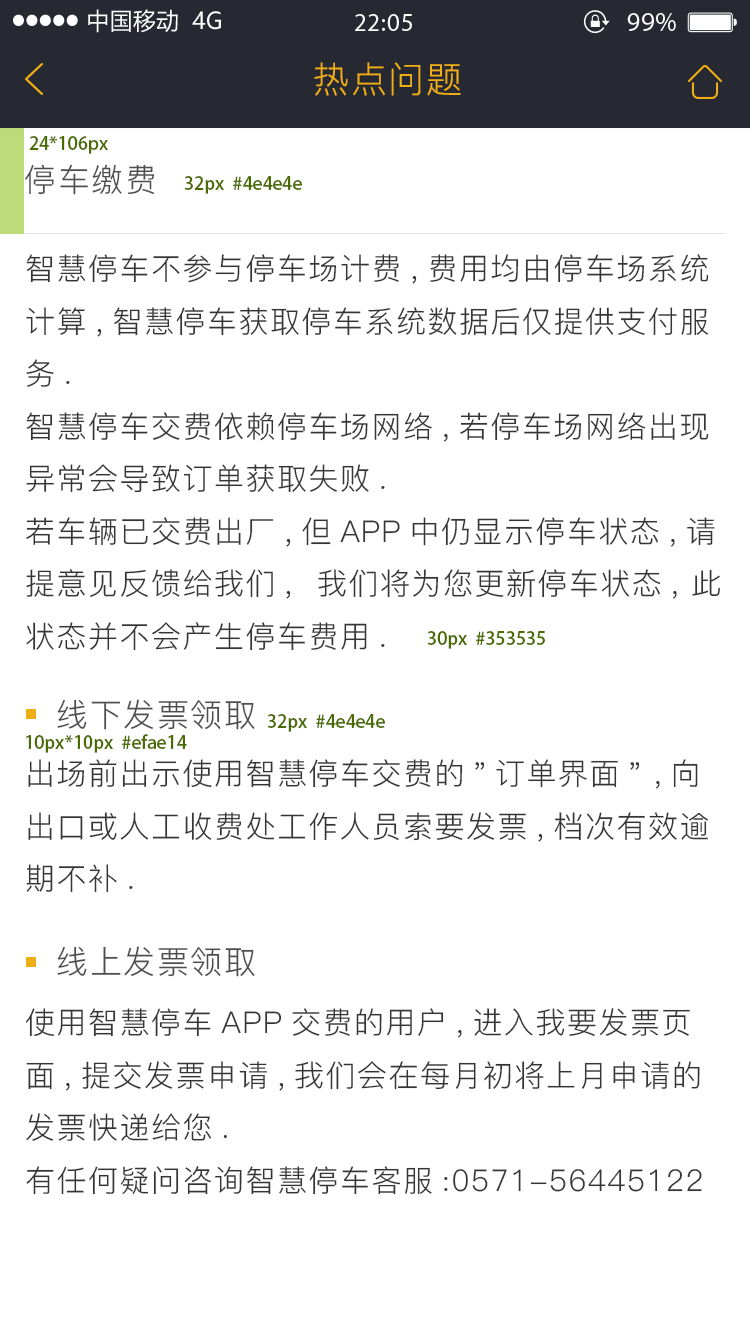 中国移动 4G 22:05 99%
热点问题
24*106px
停车缴费 32px #4e4e4e
智慧停车不参与停车场计费 , 费用均由停车场系统
计算 , 智慧停车获取停车系统数据后仅提供支付服
务 .
智慧停车交费依赖停车场网络 , 若停车场网络出现
异常会导致订单获取失败 .
若车辆已交费出厂 , 但 APP 中仍显示停车状态 , 请
提意见反馈给我们 , 我们将为您更新停车状态 , 此
状态并不会产生停车费用 . 30px #353535
线下发票领取 32px #4e4e4e
10px*10px #efae14
出场前出示使用智慧停车交费的 ” 订单界面 ” , 向
出口或人工收费处工作人员索要发票 , 档次有效逾
期不补 .
线上发票领取
使用智慧停车 APP 交费的用户 , 进入我要发票页
面 , 提交发票申请 , 我们会在每月初将上月申请的
发票快递给您 .
有任何疑问咨询智慧停车客服 :0571-56445122